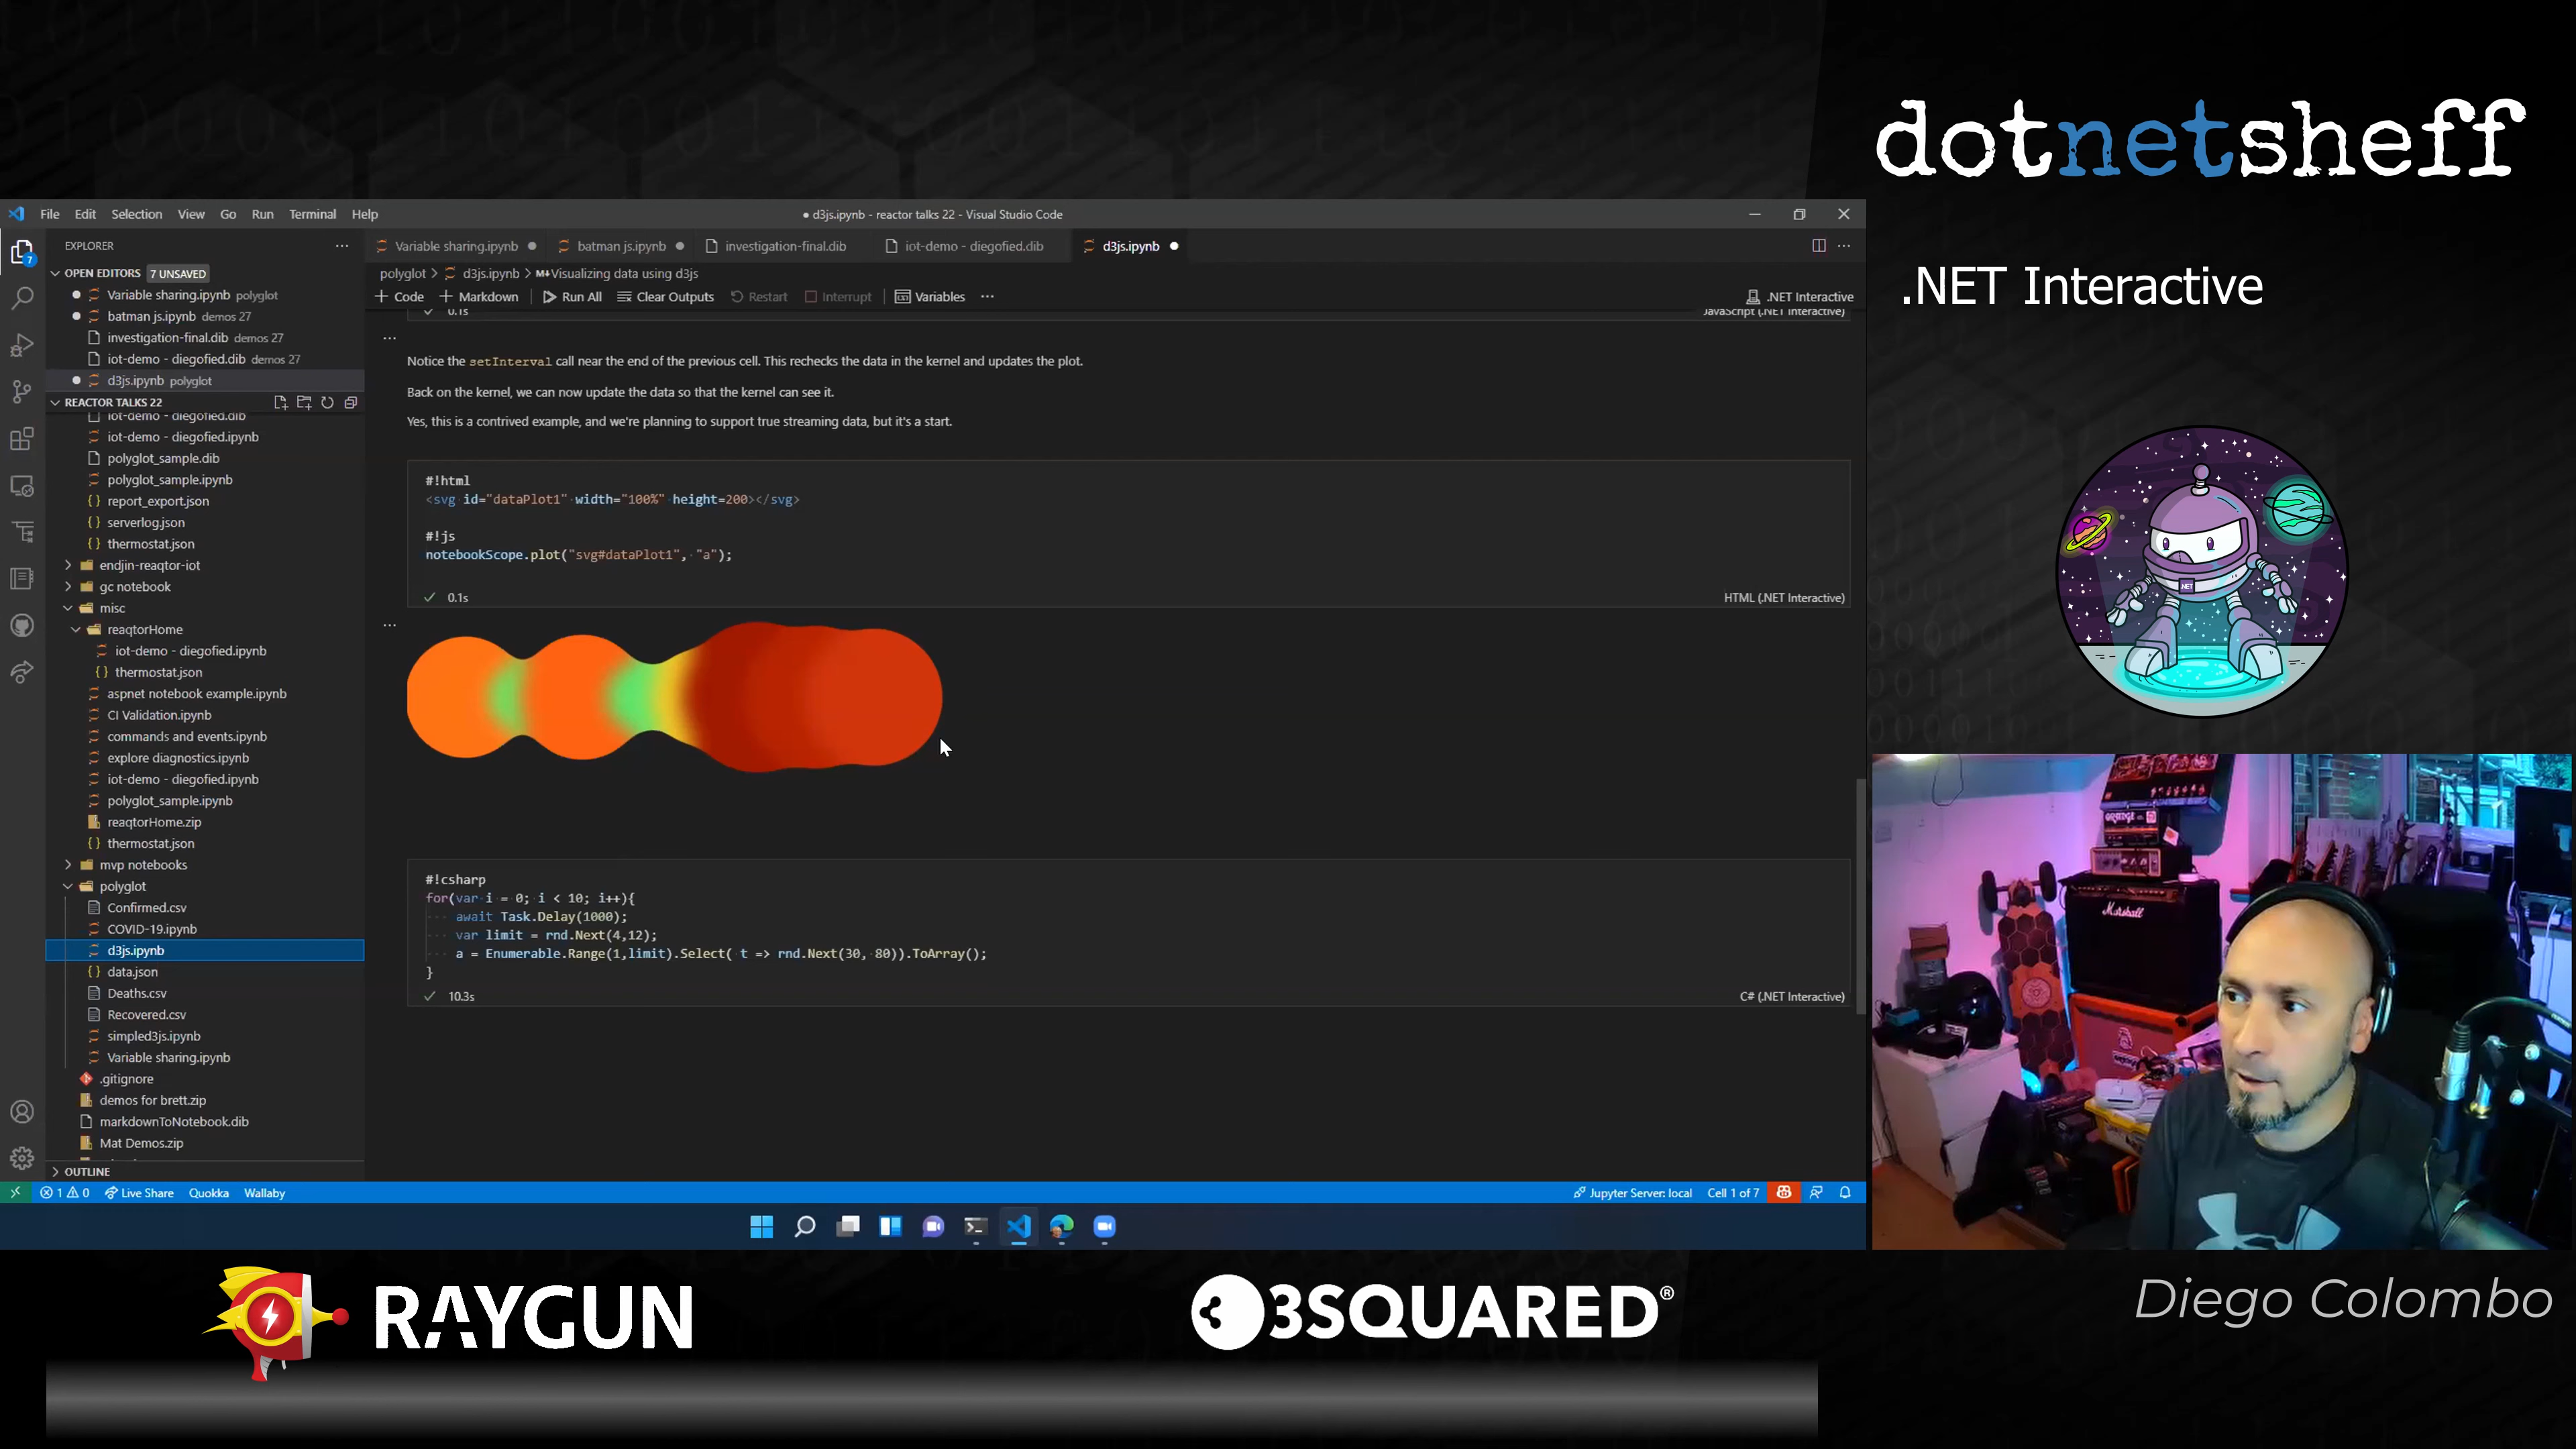 dotnetsheff
.NET Interactive
File Edit Selection View Go Run Terminal Help
● d3js.ipynb - reactor talks 22 - Visual Studio Code
EXPLORER
Variable sharing.ipynb
batman js.ipynb
investigation-final.dib
iot-demo - diegofied.dib
d3js.ipynb
OPEN EDITORS 7 UNSAVED
7
Variable sharing.ipynb polyglot
batman js.ipynb demos 27
investigation-final.dib demos 27
iot-demo - diegofied.dib demos 27
d3js.ipynb polyglot
REACTOR TALKS 22
iot-demo - diegofied.dib
iot-demo - diegofied.ipynb
polyglot_sample.dib
polyglot_sample.ipynb
report_export.json
serverlog.json
thermostat.json
endjin-reaqtor-iot
gc notebook
misc
reaqtorHome
iot-demo - diegofied.ipynb
thermostat.json
aspnet notebook example.ipynb
CI Validation.ipynb
commands and events.ipynb
explore diagnostics.ipynb
iot-demo - diegofied.ipynb
polyglot_sample.ipynb
reaqtorHome.zip
thermostat.json
mvp notebooks
polyglot
Confirmed.csv
COVID-19.ipynb
d3js.ipynb
data.json
Deaths.csv
Recovered.csv
simpled3js.ipynb
Variable sharing.ipynb
.gitignore
demos for brett.zip
markdownToNotebook.dib
Mat Demos.zip
OUTLINE
polyglot > d3js.ipynb > M↓Visualizing data using d3js
+ Code + Markdown Run All Clear Outputs Restart Interrupt Variables ··· .NET Interactive
0.1s JavaScript (.NET Interactive)
Notice the setInterval call near the end of the previous cell. This rechecks the data in the kernel and updates the plot.
Back on the kernel, we can now update the data so that the kernel can see it.
Yes, this is a contrived example, and we're planning to support true streaming data, but it's a start.
#!html
<svg id="dataPlot1" width="100%" height=200></svg>
#!js
notebookScope.plot("svg#dataPlot1", "a");
0.1s HTML (.NET Interactive)
#!csharp
for(var i = 0; i < 10; i++){
await Task.Delay(1000);
var limit = rnd.Next(4,12);
a = Enumerable.Range(1,limit).Select( t => rnd.Next(30, 80)).ToArray();
}
10.3s C# (.NET Interactive)
1 0 Live Share Quokka Wallaby Jupyter Server: local Cell 1 of 7
.NET
ORANGE
Marshall
RAYGUN
3SQUARED®
Diego Colombo